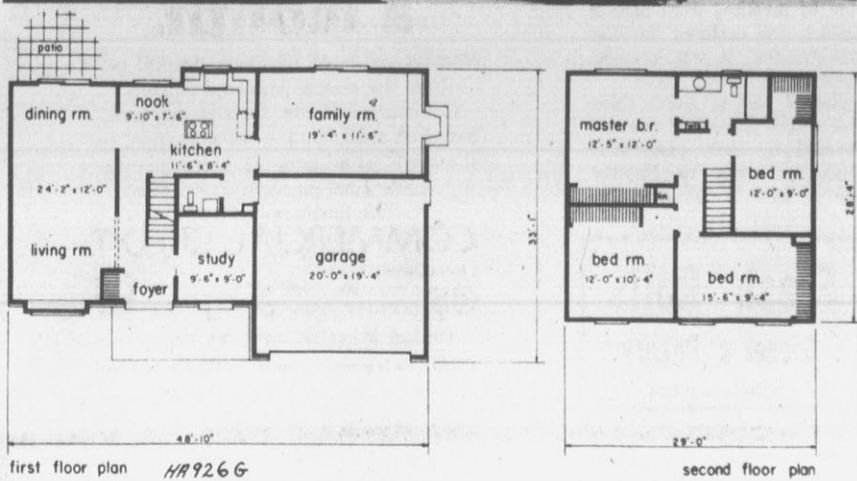 patio
dining rm.
nook
9'-10" x 7'-6"
family rm.
19'-4" x 11'-6"
kitchen
11'-6" x 8'-4"
24'-2" x 12'-0"
living rm.
study
9'-6" x 9'-0"
garage
20'-0" x 19'-4"
foyer
48'-10"
first floor plan
HA926G
master b.r.
12'-5" x 12'-0"
bed rm.
12'-0" x 9'-0"
28'-4"
lin.
bed rm.
12'-0" x 10'-4"
bed rm.
15'-6" x 9'-4"
29'-0"
second floor plan